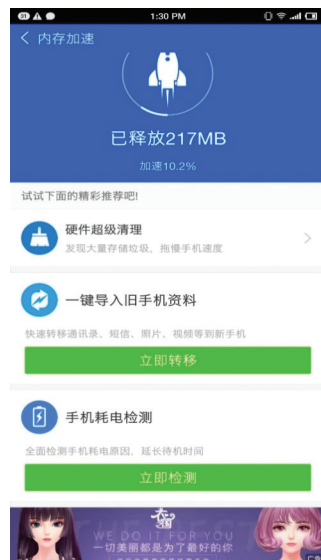 1:30 PM
内存加速
已释放217MB
加速10.2%
试试下面的精彩推荐吧!
硬件超级清理
发现大量存储垃圾，拖慢手机速度
一键导入旧手机资料
快速转移通讯录、短信、照片、视频等到新手机
立即转移
手机耗电检测
全面检测手机耗电原因，延长待机时间
立即检测
WE DO IT FOR YOU
一切美丽都是为了最好的你